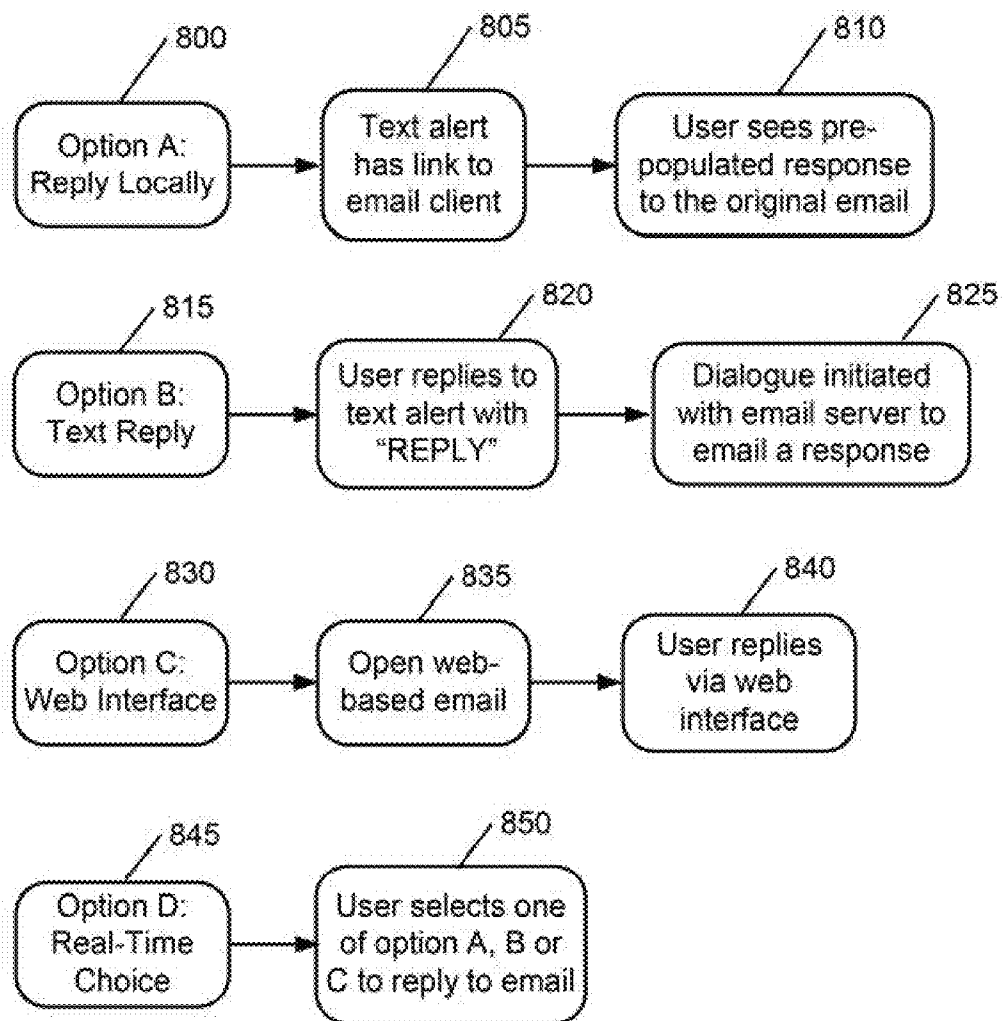 800
805
810
Option A:
Reply Locally
Text alert
has link to
email client
User sees pre-
populated response
to the original email
815
820
825
Option B:
Text Reply
User replies to
text alert with
“REPLY”
Dialogue initiated
with email server to
email a response
830
835
840
Option C:
Web Interface
Open web-
based email
User replies
via web
interface
845
850
Option D:
Real-Time
Choice
User selects one
of option A, B or
C to reply to email